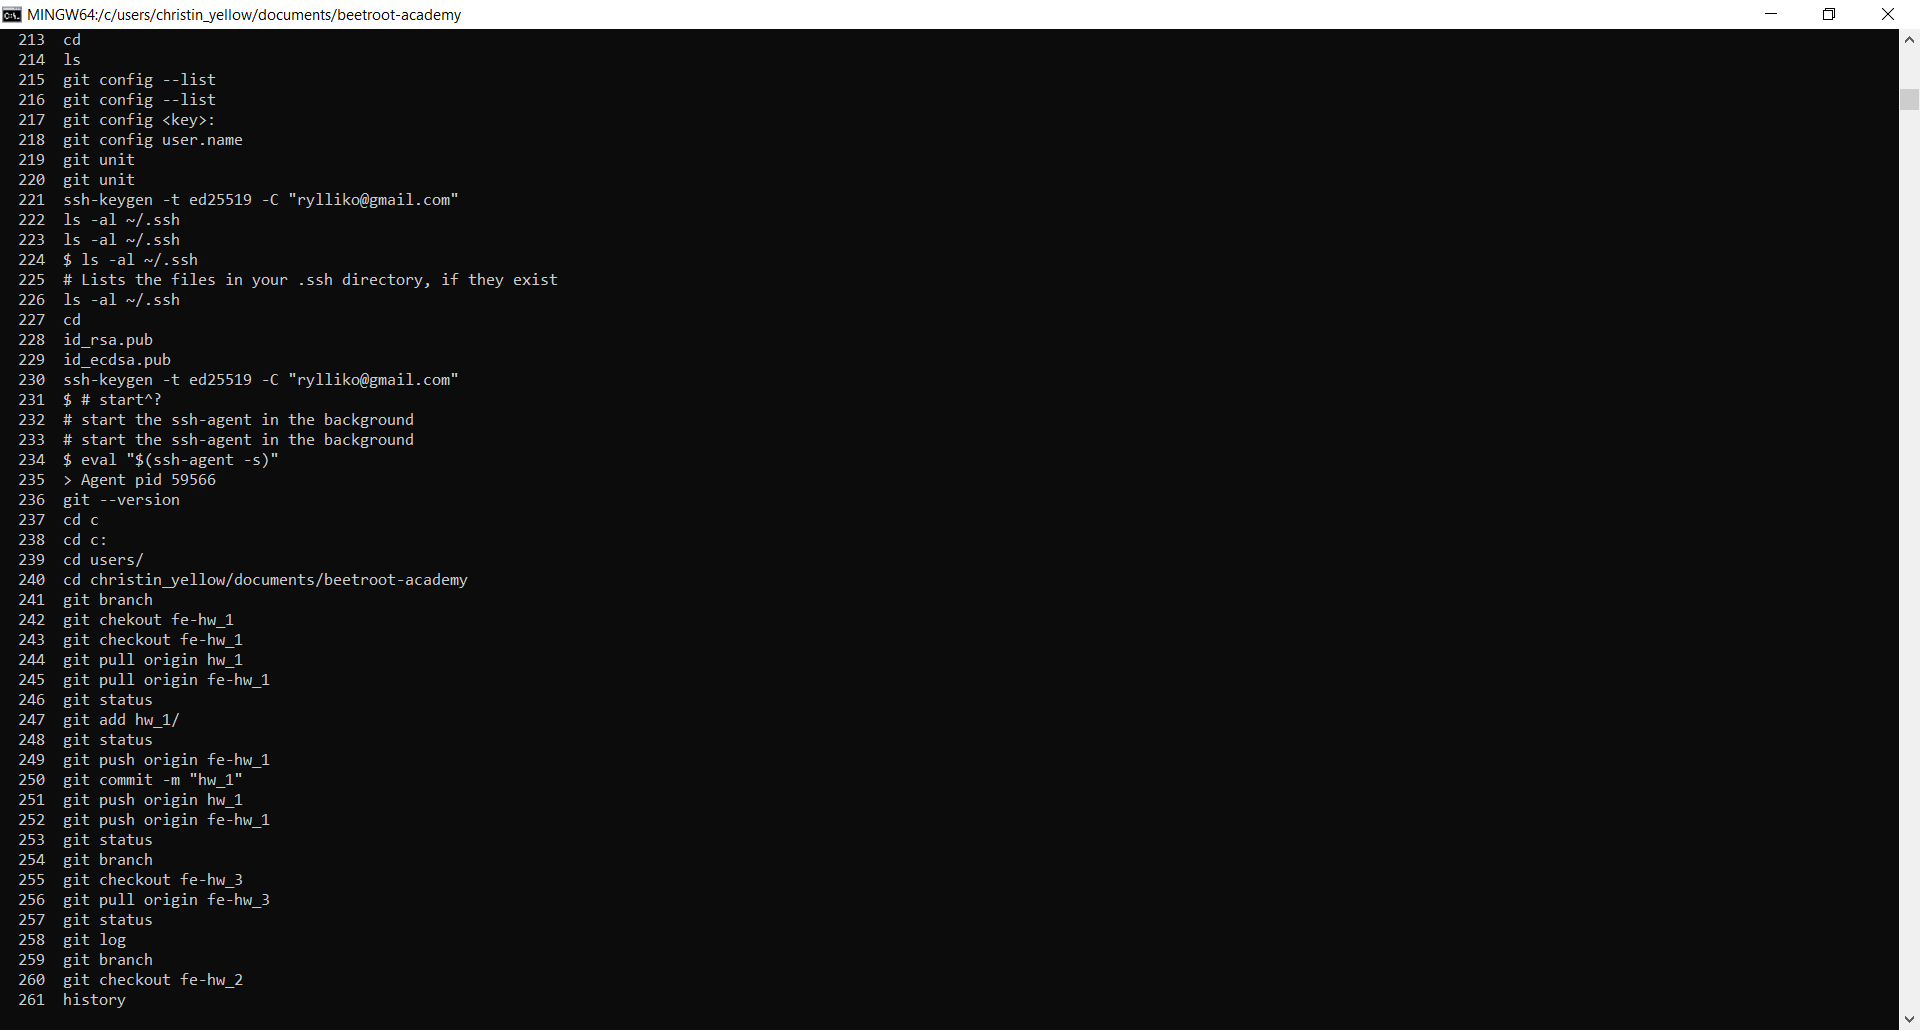 MINGW64:/c/users/christin_yellow/documents/beetroot-academy
213 cd
214 ls
215 git config --list
216 git config --list
217 git config <key>:
218 git config user.name
219 git unit
220 git unit
221 ssh-keygen -t ed25519 -C "rylliko@gmail.com"
222 ls -al ~/.ssh
223 ls -al ~/.ssh
224 $ ls -al ~/.ssh
225 # Lists the files in your .ssh directory, if they exist
226 ls -al ~/.ssh
227 cd
228 id_rsa.pub
229 id_ecdsa.pub
230 ssh-keygen -t ed25519 -C "rylliko@gmail.com"
231 $ # start^?
232 # start the ssh-agent in the background
233 # start the ssh-agent in the background
234 $ eval "$(ssh-agent -s)"
235 > Agent pid 59566
236 git --version
237 cd c
238 cd c:
239 cd users/
240 cd christin_yellow/documents/beetroot-academy
241 git branch
242 git chekout fe-hw_1
243 git checkout fe-hw_1
244 git pull origin hw_1
245 git pull origin fe-hw_1
246 git status
247 git add hw_1/
248 git status
249 git push origin fe-hw_1
250 git commit -m "hw_1"
251 git push origin hw_1
252 git push origin fe-hw_1
253 git status
254 git branch
255 git checkout fe-hw_3
256 git pull origin fe-hw_3
257 git status
258 git log
259 git branch
260 git checkout fe-hw_2
261 history